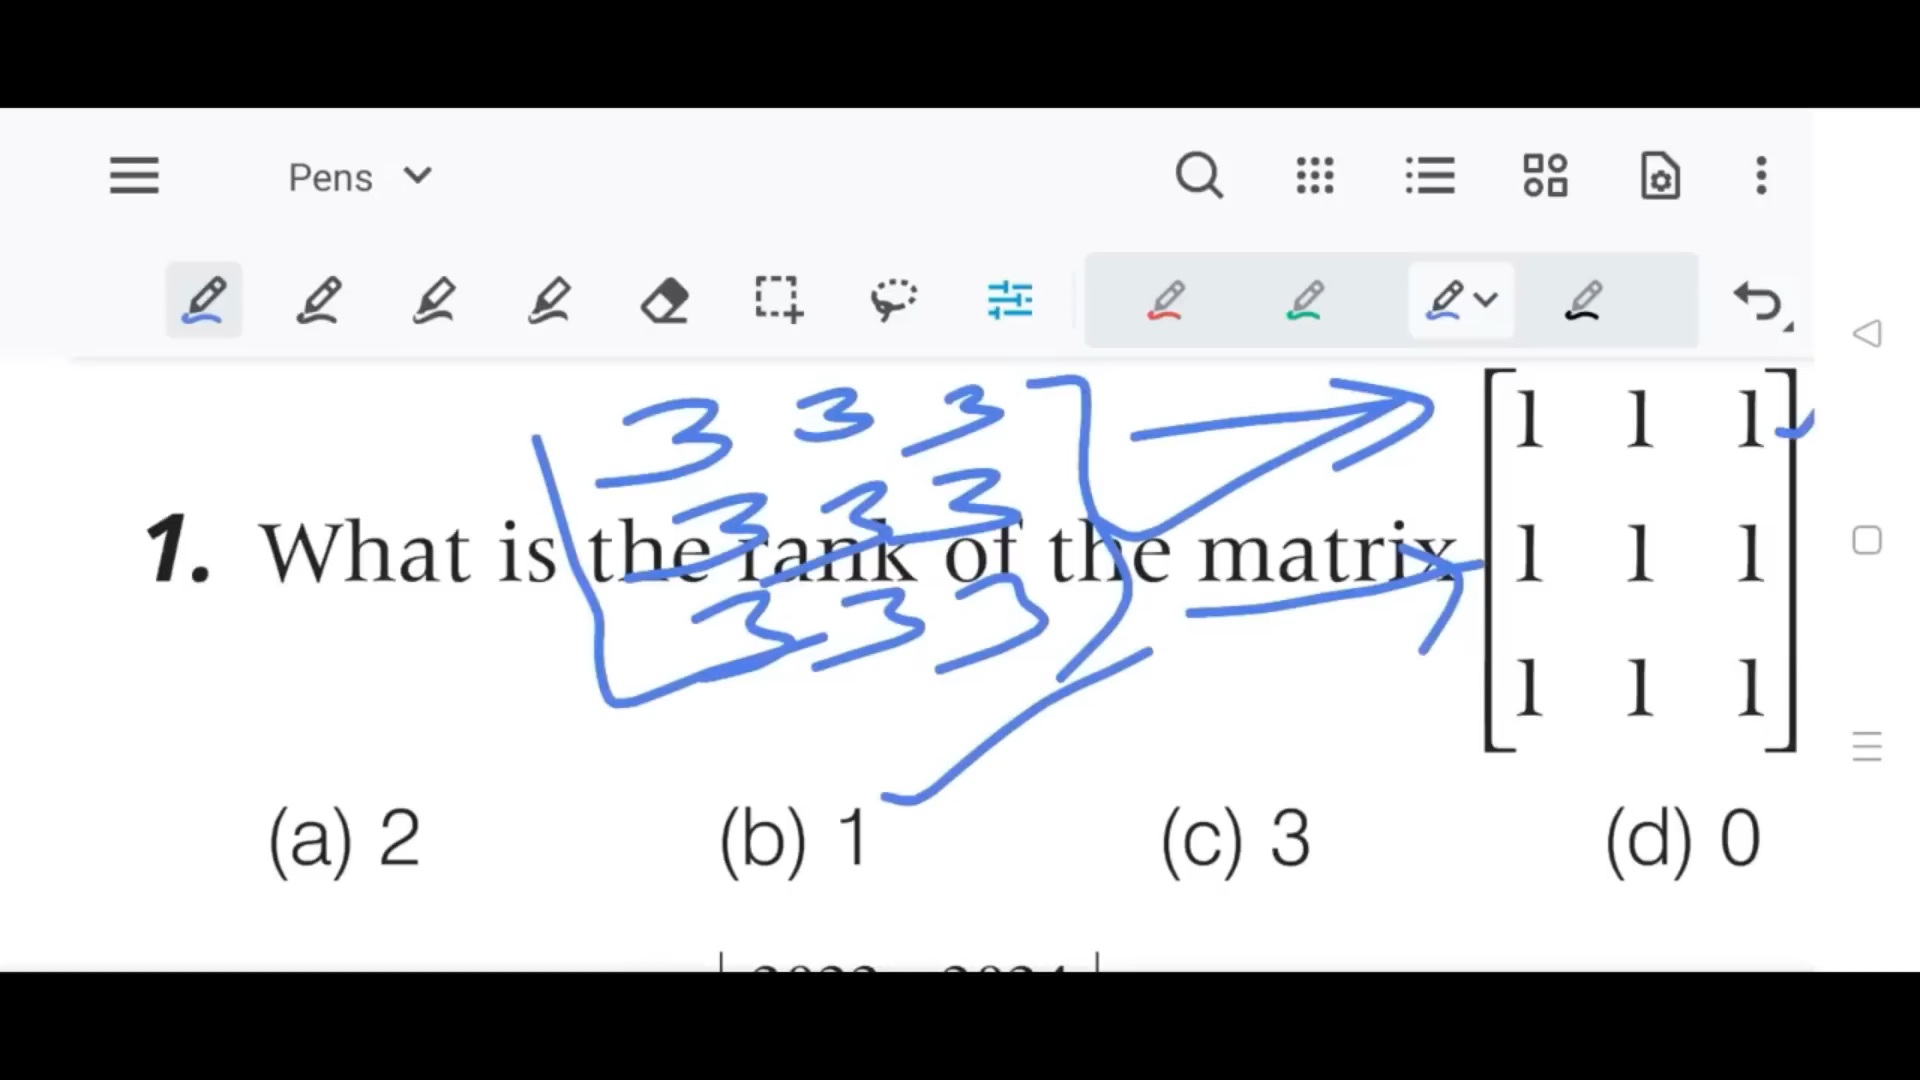 Pens
3 3 3
1 1 1
3 3 3
1. What is the rank of the matrix 1 1 1
3 3 3
1 1 1
(a) 2 (b) 1 (c) 3 (d) 0